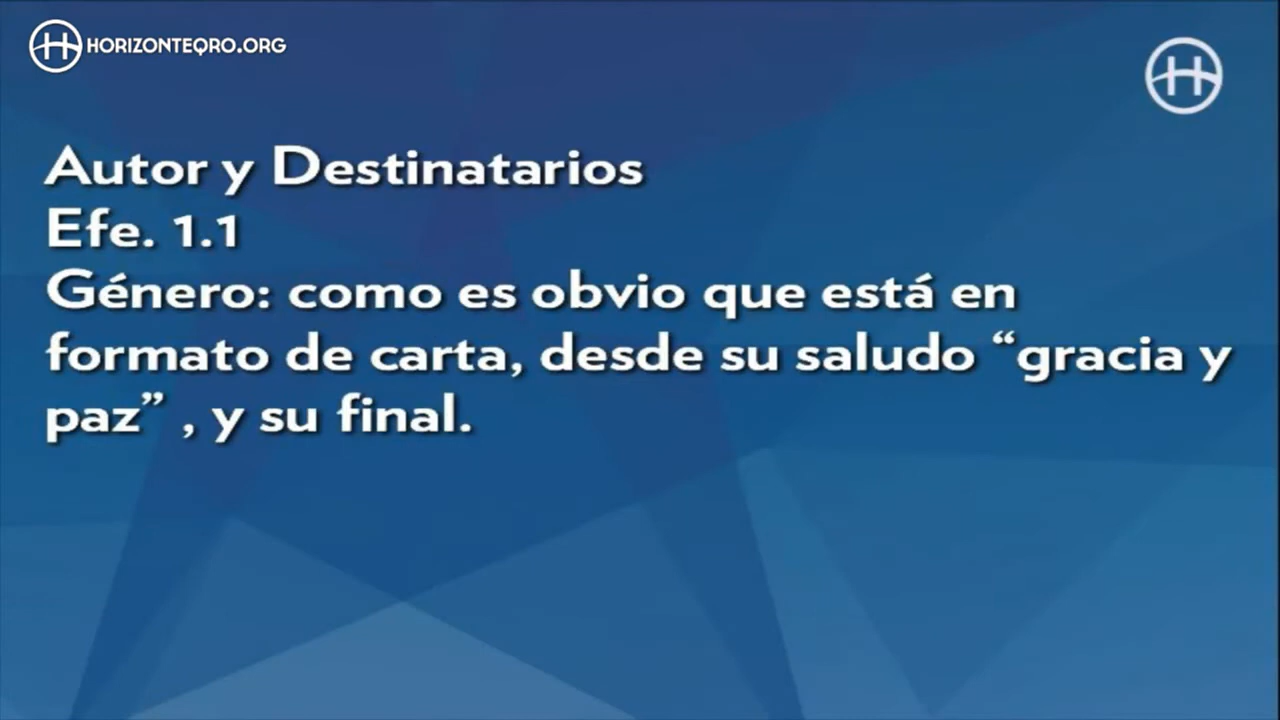 HORIZONTEQRO.ORG
Autor y Destinatarios
Efe. 1.1
Género: como es obvio que está en
formato de carta, desde su saludo “gracia y
paz” , y su final.